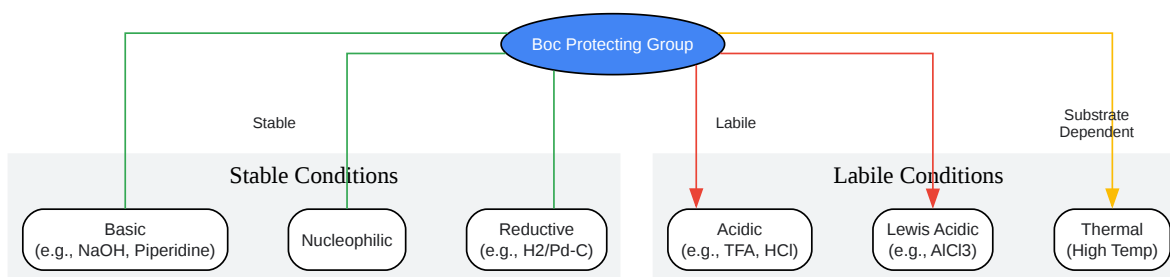 Boc Protecting Group
Stable
Labile
Substrate
Dependent
Stable Conditions
Labile Conditions
Basic
(e.g., NaOH, Piperidine)
Nucleophilic
Reductive
(e.g., H2/Pd-C)
Acidic
(e.g., TFA, HCl)
Lewis Acidic
(e.g., AlCl3)
Thermal
(High Temp)